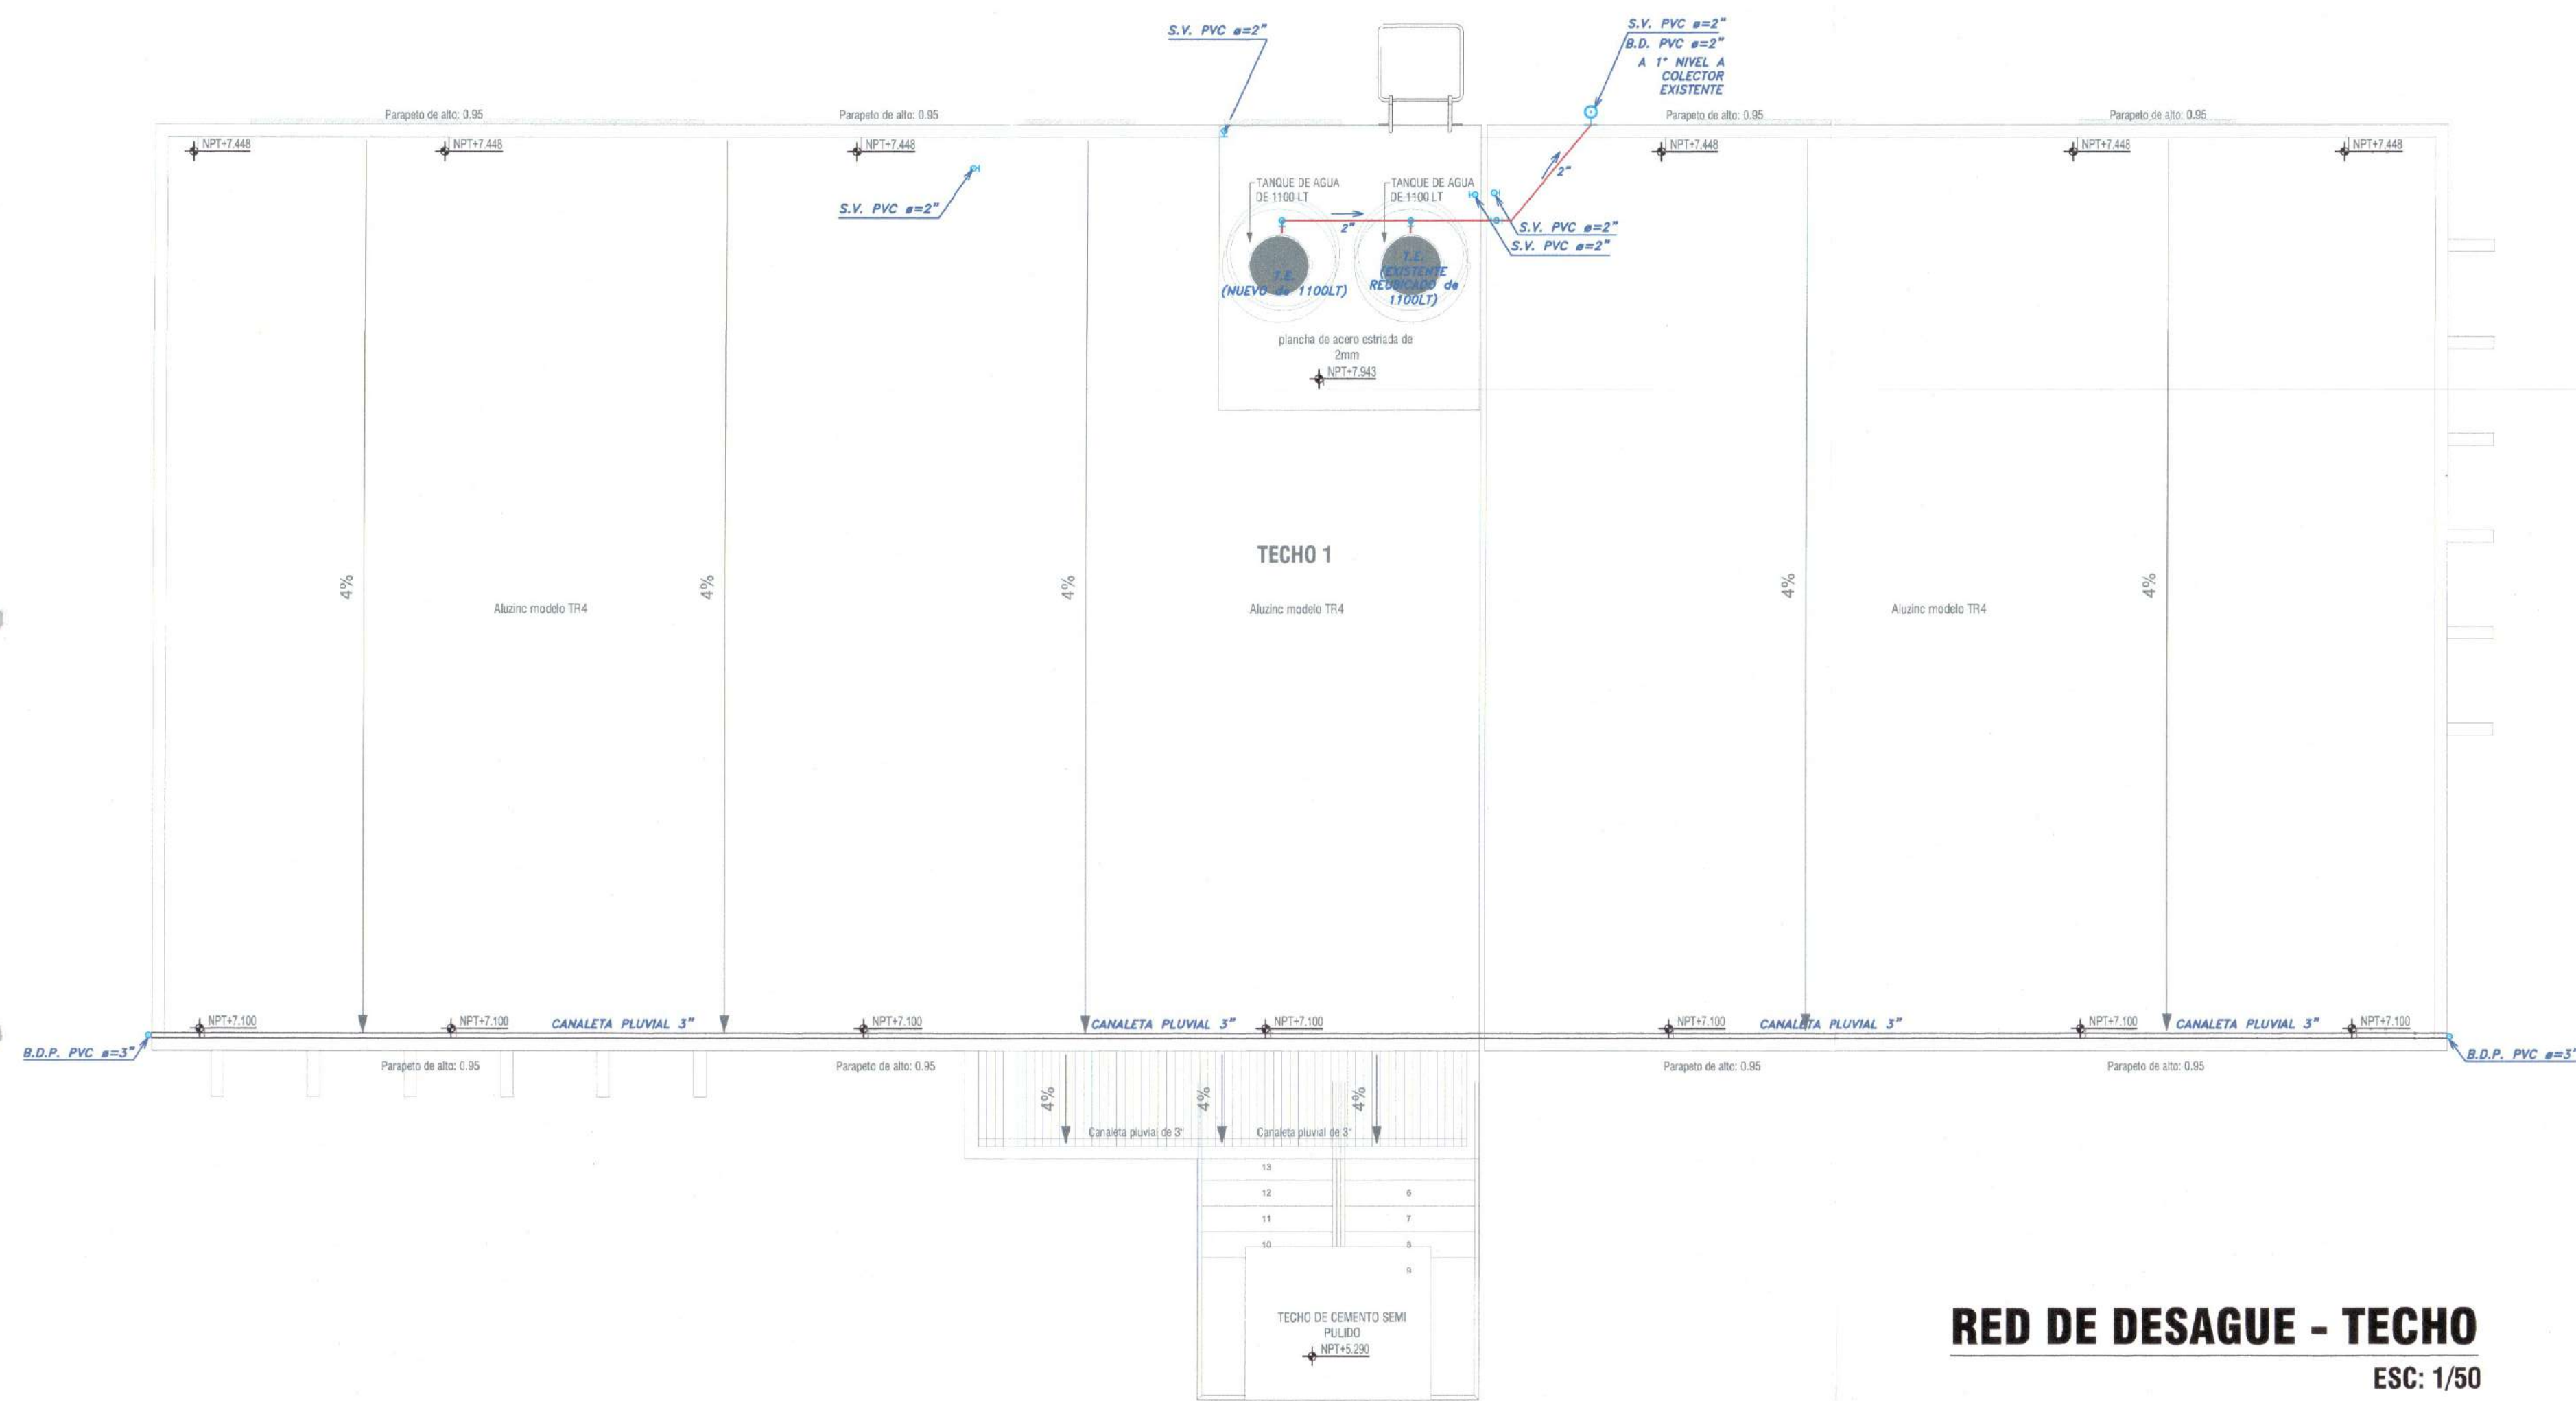 S.V. PVC ø=2"
S.V. PVC ø=2"
B.D. PVC ø=2"
A 1° NIVEL A
COLECTOR
EXISTENTE
Parapeto de alto: 0.95
Parapeto de alto: 0.95
Parapeto de alto: 0.95
Parapeto de alto: 0.95
NPT+7.448
NPT+7.448
NPT+7.448
NPT+7.448
NPT+7.448
NPT+7.448
2"
S.V. PVC ø=2"
TANQUE DE AGUA
DE 1100 LT
TANQUE DE AGUA
DE 1100 LT
2"
S.V. PVC ø=2"
S.V. PVC ø=2"
T.E.
(NUEVO de 1100LT)
T.E.
(EXISTENTE
REUBICADO de
1100LT)
plancha de acero estriada de
2mm
NPT+7.943
TECHO 1
4%
4%
4%
4%
4%
Aluzinc modelo TR4
Aluzinc modelo TR4
Aluzinc modelo TR4
NPT+7.100
NPT+7.100
CANALETA PLUVIAL 3"
NPT+7.100
CANALETA PLUVIAL 3"
NPT+7.100
NPT+7.100
CANALETA PLUVIAL 3"
NPT+7.100
CANALETA PLUVIAL 3"
NPT+7.100
B.D.P. PVC ø=3"
B.D.P. PVC ø=3"
Parapeto de alto: 0.95
Parapeto de alto: 0.95
Parapeto de alto: 0.95
Parapeto de alto: 0.95
4%
4%
4%
Canaleta pluvial de 3"
Canaleta pluvial de 3"
13
12
6
11
7
10
8
9
TECHO DE CEMENTO SEMI
PULIDO
NPT+5.290
RED DE DESAGUE - TECHO
ESC: 1/50